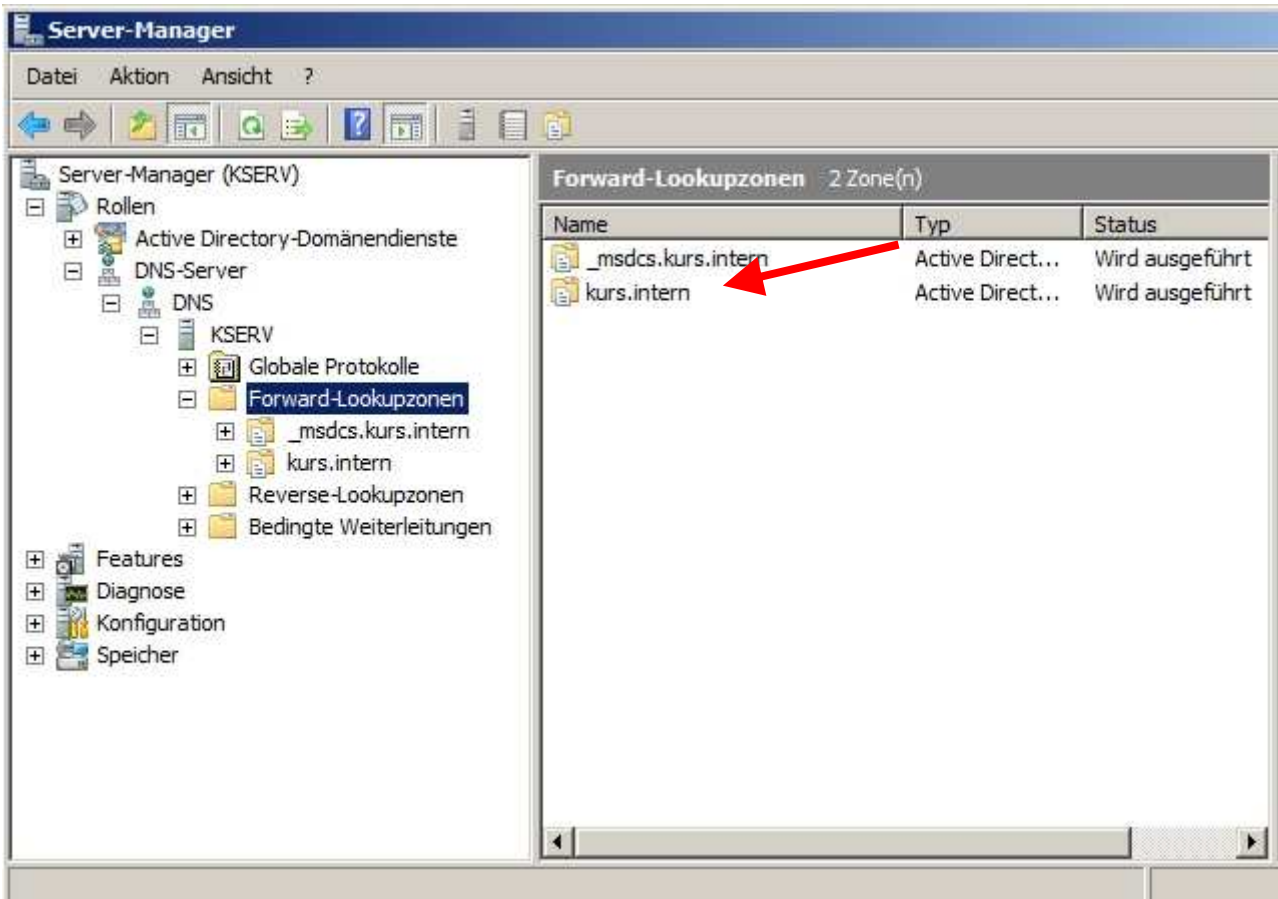 Server-Manager
Datei Aktion Ansicht ?
Server-Manager (KSERV)
Rollen
Active Directory-Domänendienste
DNS-Server
DNS
KSERV
Globale Protokolle
Forward-Lookupzonen
_msdcs.kurs.intern
kurs.intern
Reverse-Lookupzonen
Bedingte Weiterleitungen
Features
Diagnose
Konfiguration
Speicher
Forward-Lookupzonen 2 Zone(n)
Name Typ Status
_msdcs.kurs.intern Active Direct... Wird ausgeführt
kurs.intern Active Direct... Wird ausgeführt